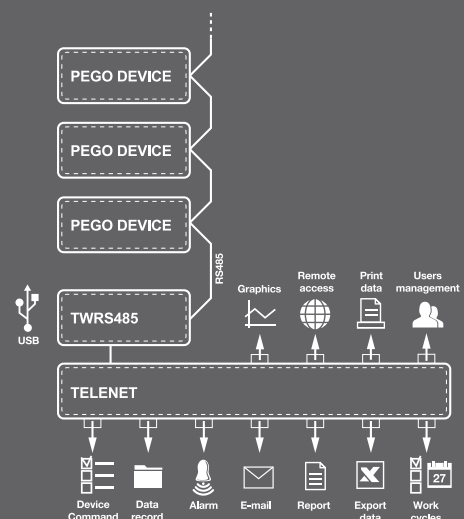 PEGO DEVICE
PEGO DEVICE
PEGO DEVICE
RS485
Graphics
Remote
access
Print
data
Users
management
USB
TWRS485
TELENET
27
Device
Command
Data
record
Alarm
E-mail
Report
X
Export
data
Work
cycles